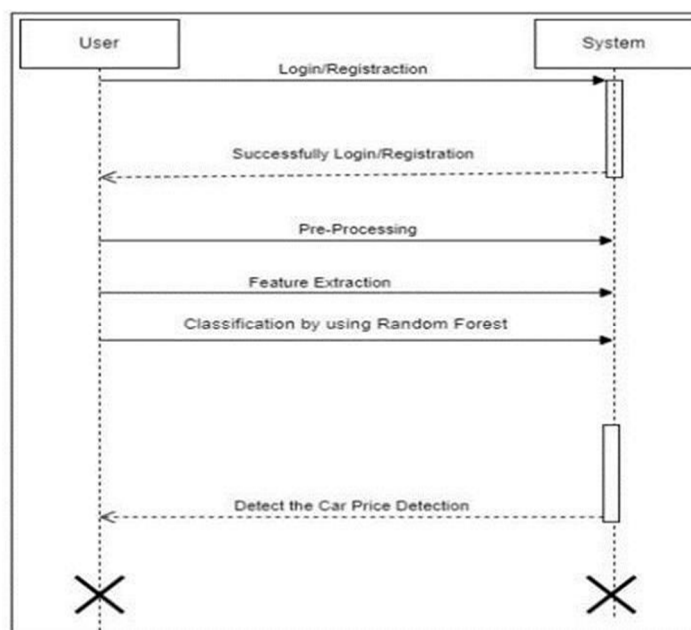 User
System
Login/Registraction
Successfully Login/Registration
Pre-Processing
Feature Extraction
Classification by using Random Forest
Detect the Car Price Detection